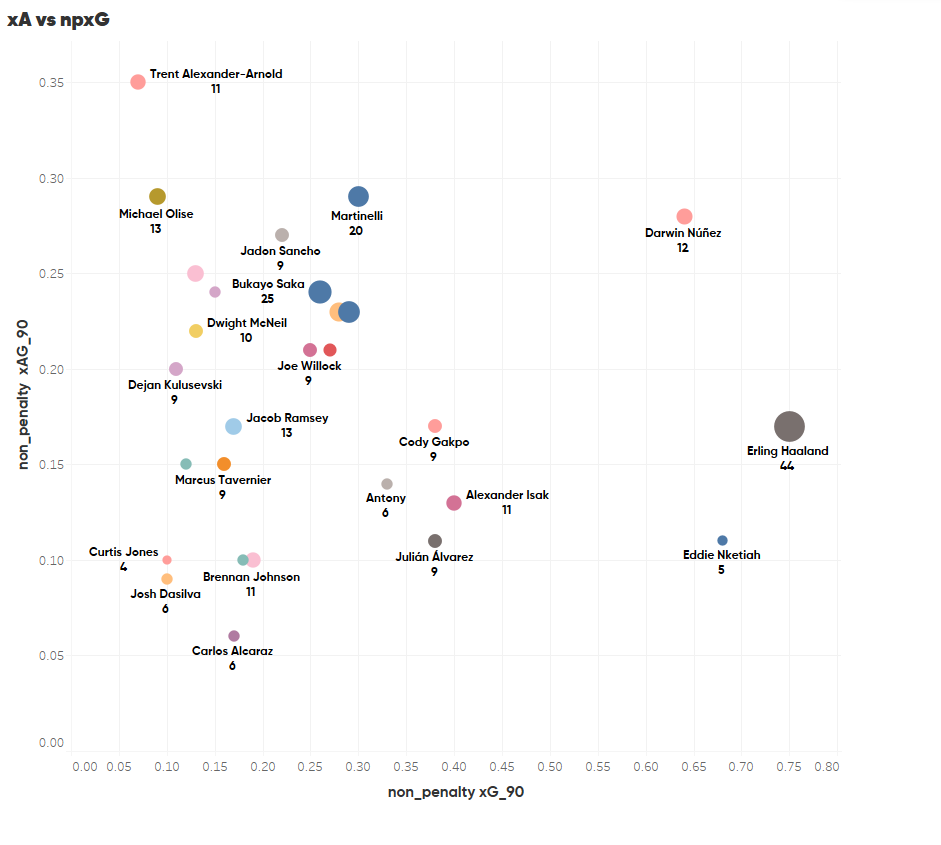 xA vs npxG
0.35
Trent Alexander-Arnold
11
0.30
Michael Olise
13
Martinelli
20
Darwin Núñez
12
Jadon Sancho
9
0.25
Bukayo Saka
25
Dwight McNeil
10
Joe Willock
9
0.20
Dejan Kulusevski
9
Jacob Ramsey
13
Cody Gakpo
9
Erling Haaland
44
0.15
Marcus Tavernier
9
Antony
6
Alexander Isak
11
Julián Álvarez
9
Eddie Nketiah
5
0.10
Curtis Jones
4
Brennan Johnson
11
Josh Dasilva
6
Carlos Alcaraz
6
0.05
0.00
non_penalty xAG_90
0.00 0.05 0.10 0.15 0.20 0.25 0.30 0.35 0.40 0.45 0.50 0.55 0.60 0.65 0.70 0.75 0.80
non_penalty xG_90